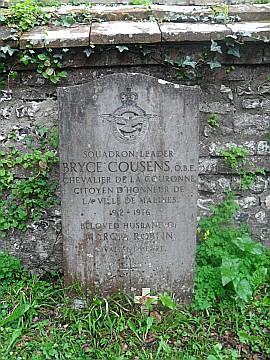 SQUADRON LEADER
BRYCE COUSENS, O.B.E.
CHEVALIER DE LA COURONNE
CITOYEN D'HONNEUR DE
LA VILLE DE MALINES
1912 - 1976
BELOVED HUSBAND OF